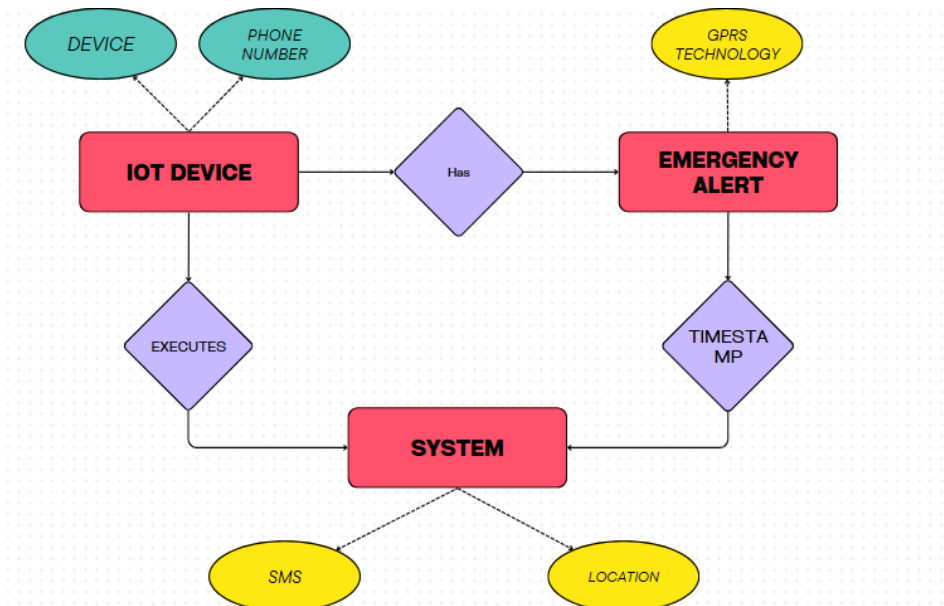 DEVICE
PHONE
NUMBER
GPRS
TECHNOLOGY
IOT DEVICE
Has
EMERGENCY
ALERT
EXECUTES
TIMESTA
MP
SYSTEM
SMS
LOCATION